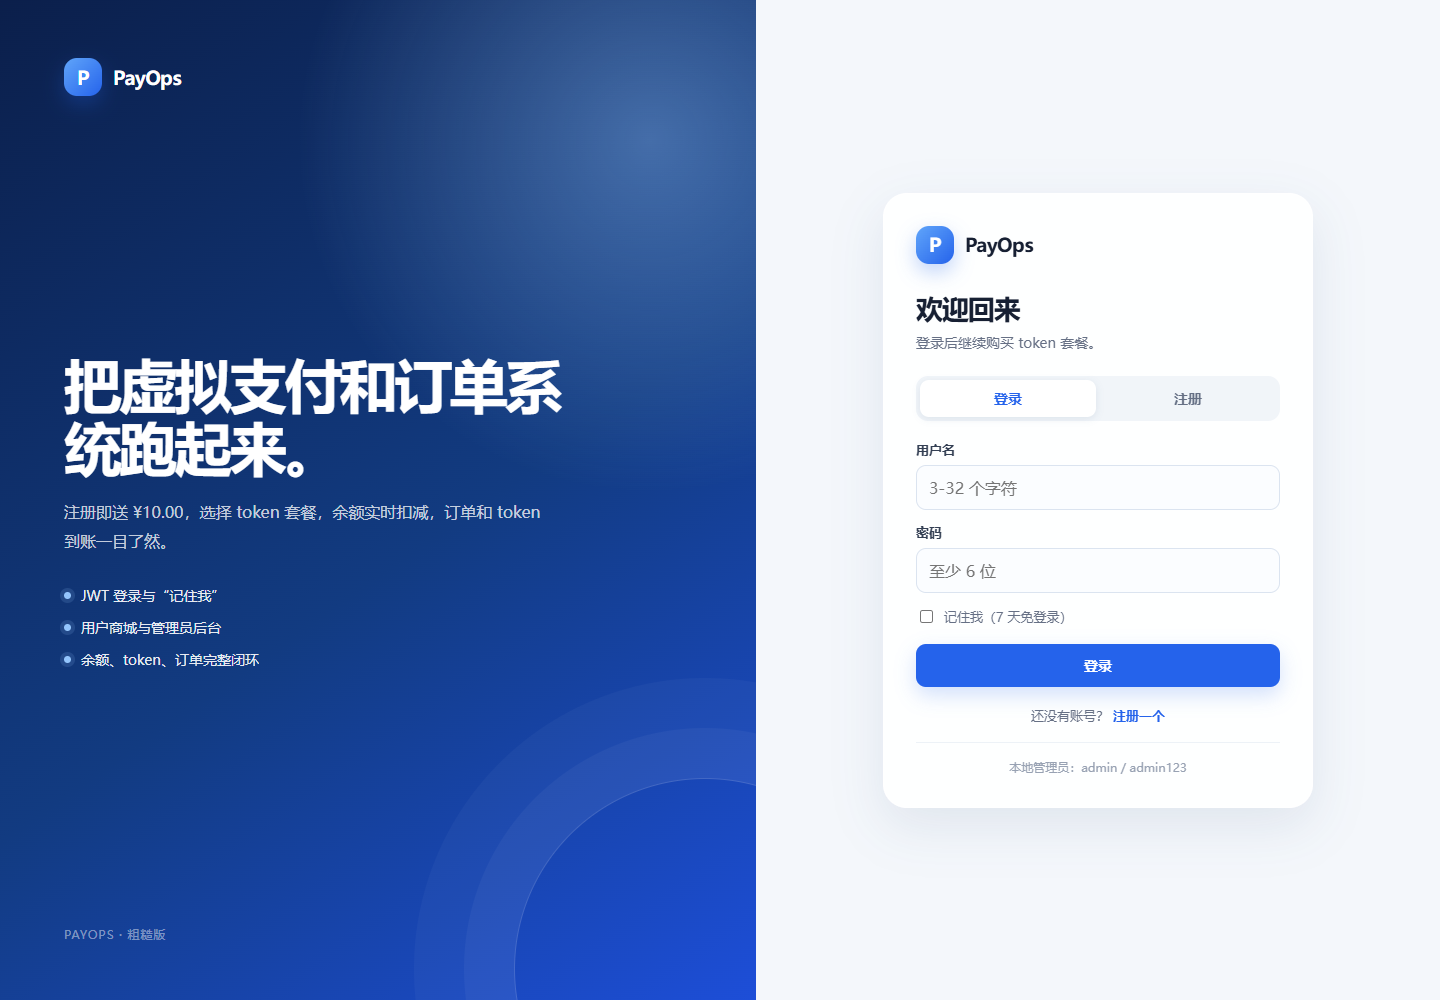 P PayOps
把虚拟支付和订单系
统跑起来。
注册即送 ¥10.00，选择 token 套餐，余额实时扣减，订单和 token
到账一目了然。
JWT 登录与“记住我”
用户商城与管理员后台
余额、token、订单完整闭环
PAYOPS · 粗糙版
P PayOps
欢迎回来
登录后继续购买 token 套餐。
登录 注册
用户名
3-32 个字符
密码
至少 6 位
记住我（7 天免登录）
登录
还没有账号？ 注册一个
本地管理员：admin / admin123